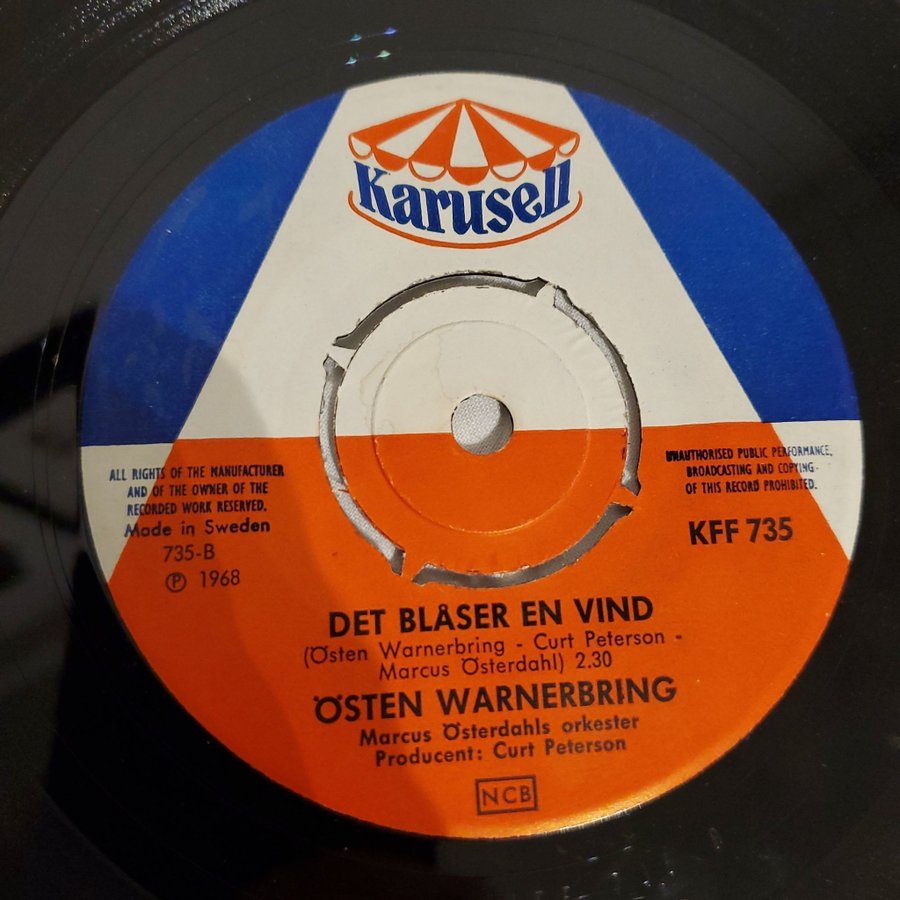 Karusell
ALL RIGHTS OF THE MANUFACTURER
AND OF THE OWNER OF THE
RECORDED WORK RESERVED.
Made in Sweden
735-B
Ⓟ 1968
UNAUTHORISED PUBLIC PERFORMANCE,
BROADCASTING AND COPYING-
OF THIS RECORD PROHIBITED.
KFF 735
DET BLÅSER EN VIND
(Östen Warnerbring - Curt Peterson -
Marcus Österdahl) 2.30
ÖSTEN WARNERBRING
Marcus Österdahls orkester
Producent: Curt Peterson
NCB